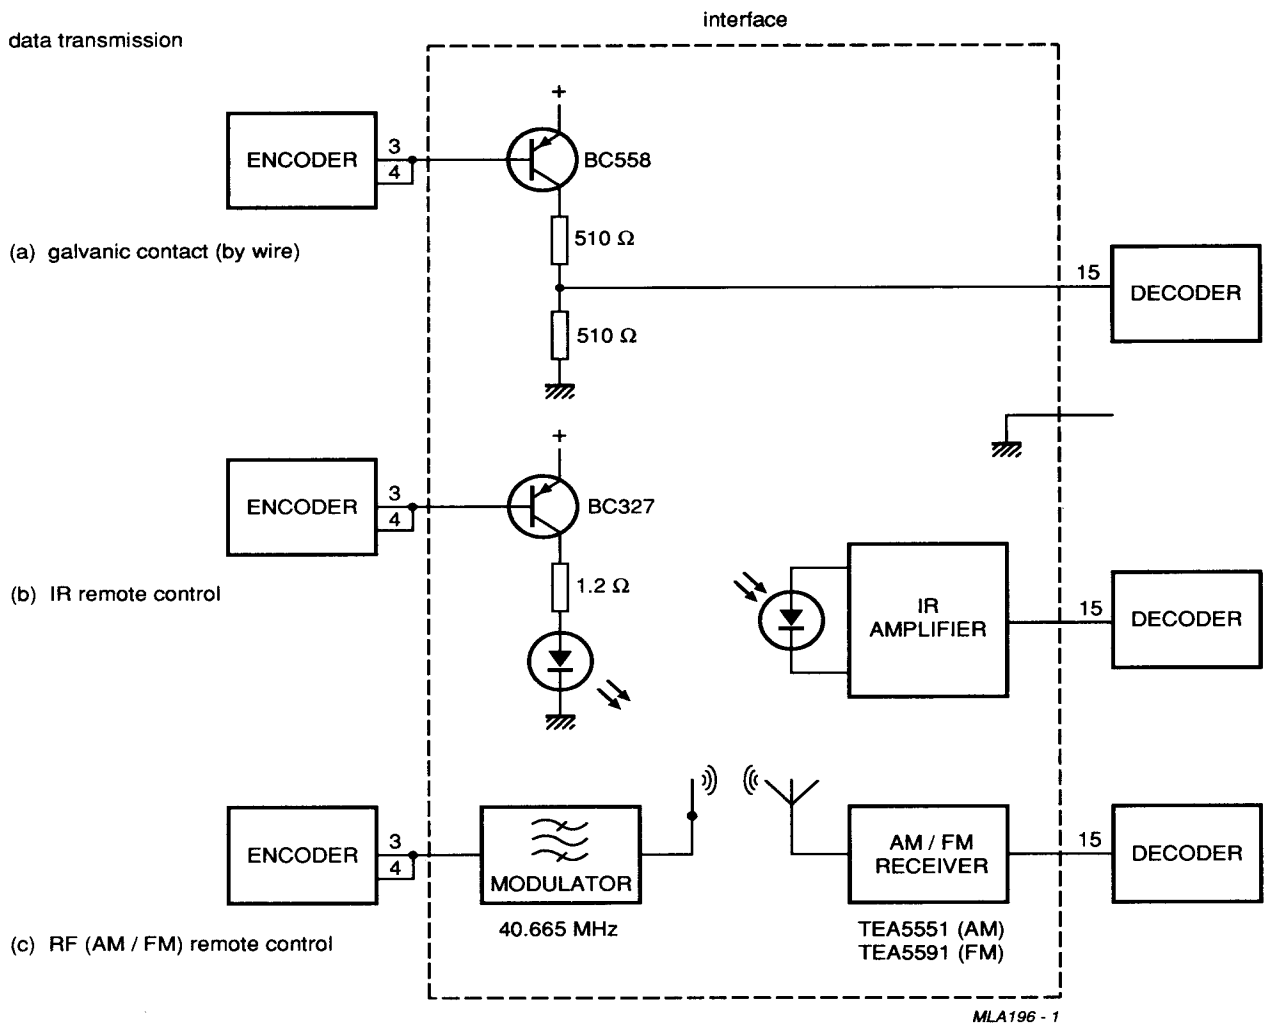 interface
data transmission
+
ENCODER
3
4
BC558
510 Ω
(a) galvanic contact (by wire)
15
DECODER
510 Ω
+
ENCODER
3
4
BC327
(b) IR remote control
1.2 Ω
IR
AMPLIFIER
15
DECODER
ENCODER
3
4
MODULATOR
40.665 MHz
AM / FM
RECEIVER
15
DECODER
TEA5551 (AM)
TEA5591 (FM)
(c) RF (AM / FM) remote control
MLA196 - 1